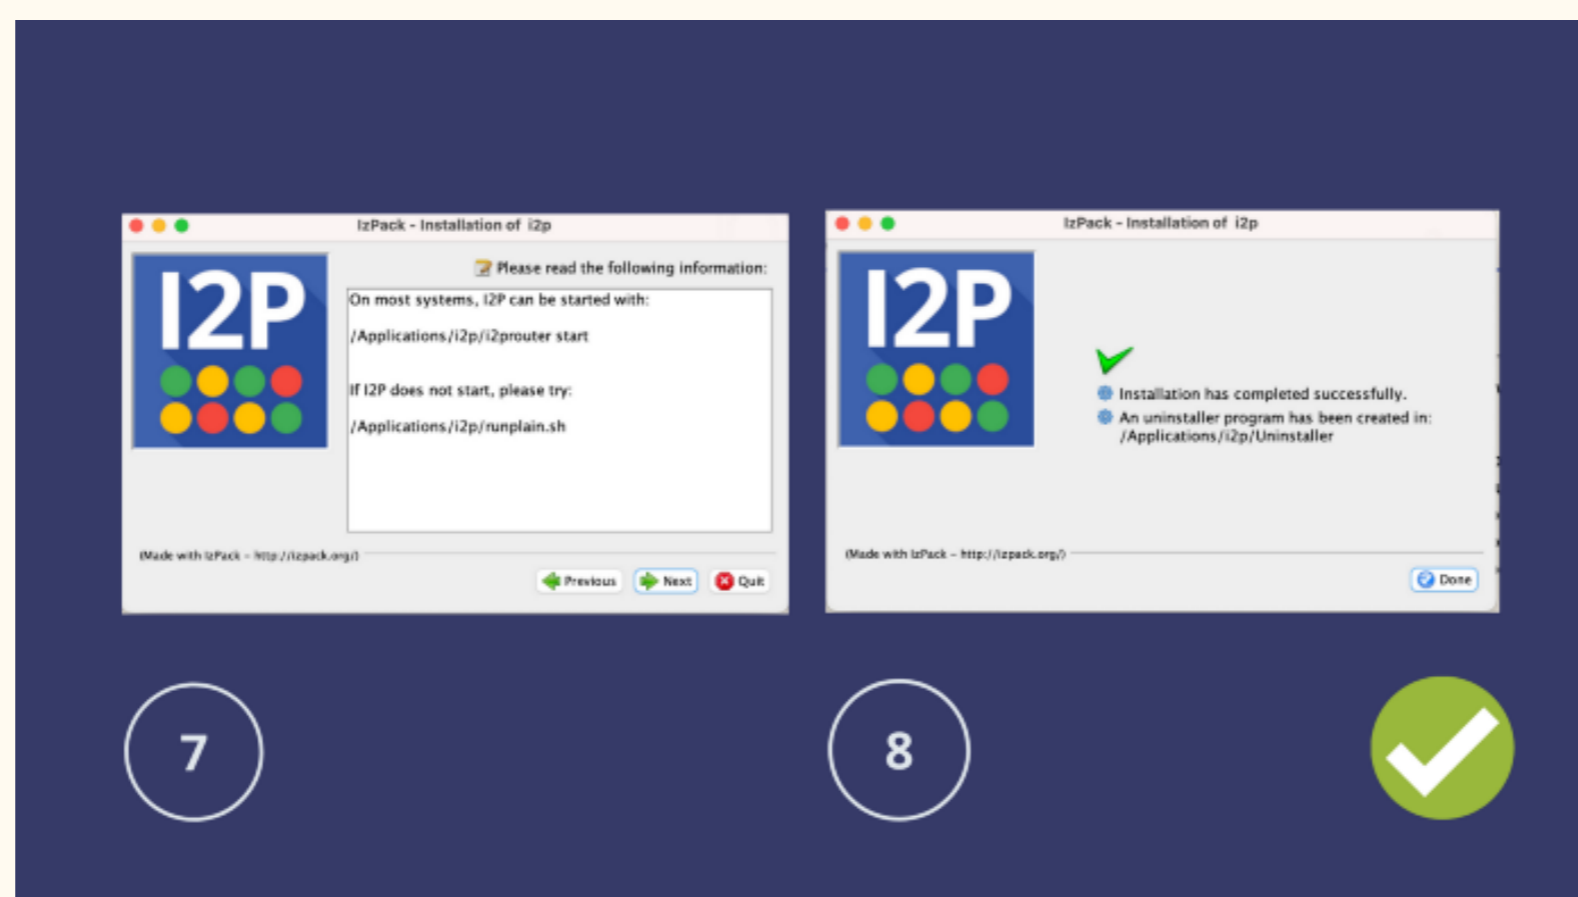 IzPack - Installation of i2p
I2P
Please read the following information:
On most systems, I2P can be started with:
/Applications/i2p/i2prouter start
If I2P does not start, please try:
/Applications/i2p/runplain.sh
(Made with IzPack - http://izpack.org/)
Previous
Next
Quit
7
IzPack - Installation of i2p
I2P
Installation has completed successfully.
An uninstaller program has been created in:
/Applications/i2p/Uninstaller
(Made with IzPack - http://izpack.org/)
Done
8